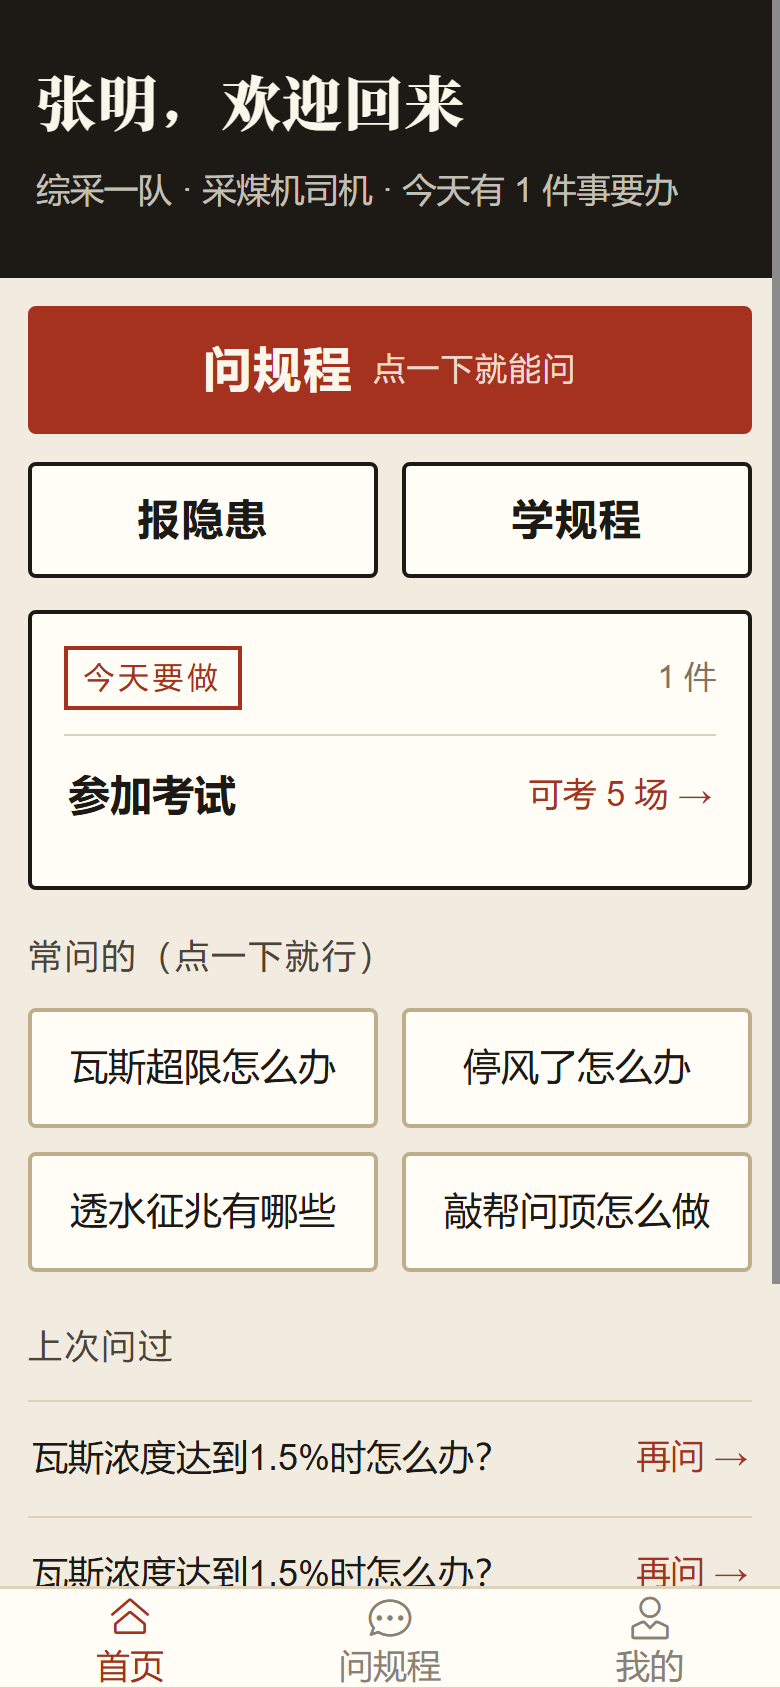 张明，欢迎回来
综采一队 · 采煤机司机 · 今天有 1 件事要办
问规程 点一下就能问
报隐患 学规程
今天要做 1 件
参加考试 可考 5 场 →
常问的（点一下就行）
瓦斯超限怎么办 停风了怎么办
透水征兆有哪些 敲帮问顶怎么做
上次问过
瓦斯浓度达到1.5%时怎么办？ 再问 →
瓦斯浓度达到1.5%时怎么办？ 再问 →
首页 问规程 我的